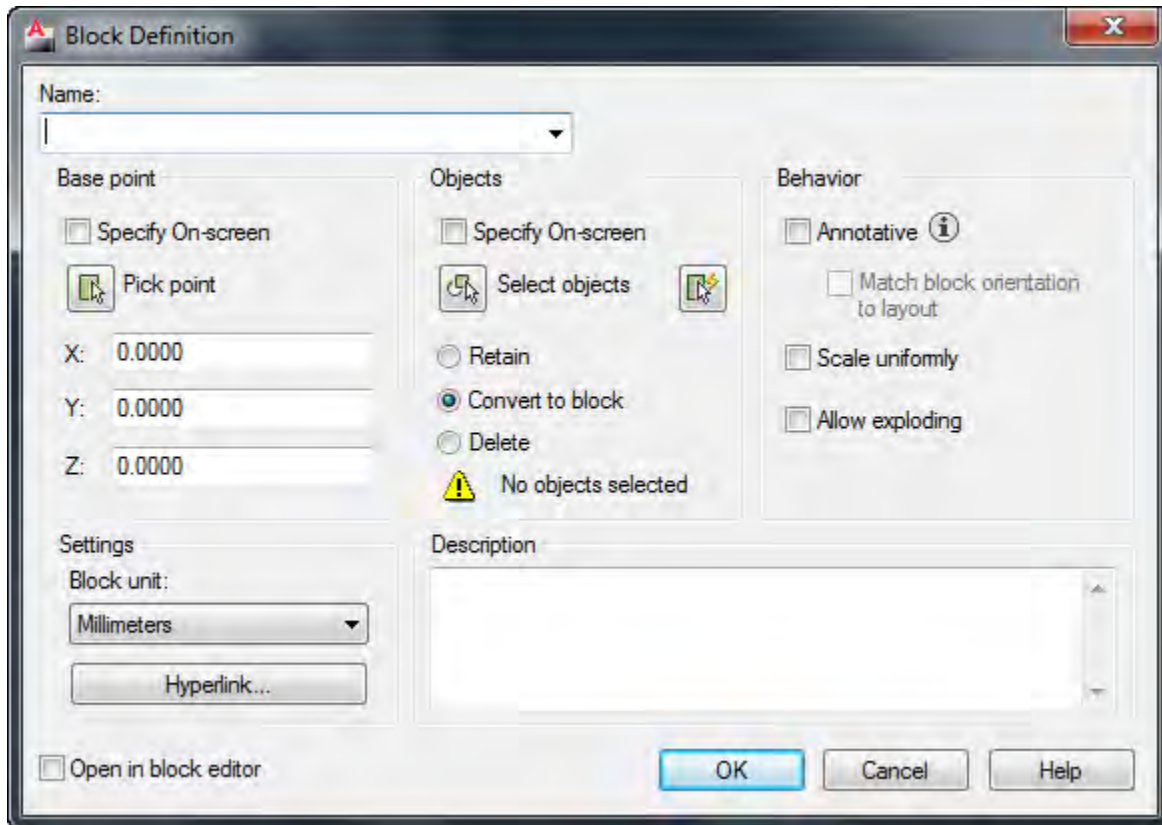 Block Definition
Name:
Base point
Specify On-screen
Pick point
X: 0.0000
Y: 0.0000
Z: 0.0000
Objects
Specify On-screen
Select objects
Retain
Convert to block
Delete
No objects selected
Behavior
Annotative
Match block orientation
to layout
Scale uniformly
Allow exploding
Settings
Block unit:
Millimeters
Hyperlink...
Description
Open in block editor
OK
Cancel
Help